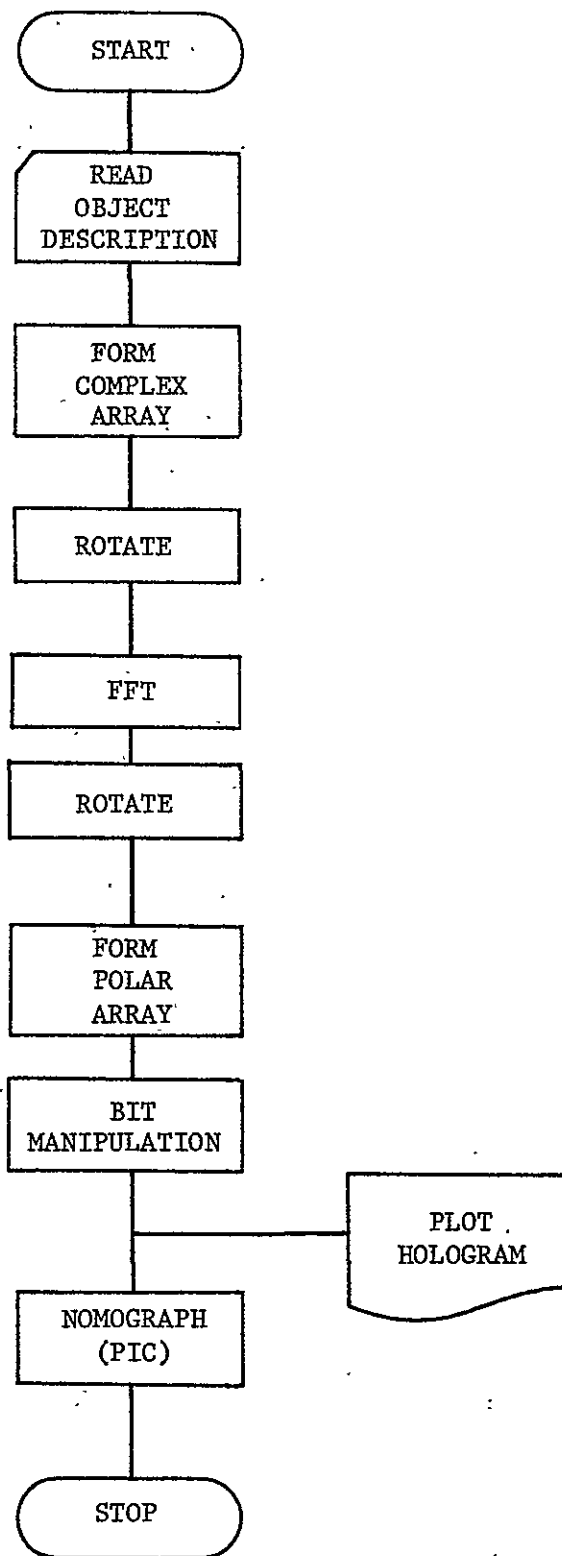 START
READ
OBJECT
DESCRIPTION
FORM
COMPLEX
ARRAY
ROTATE
FFT
ROTATE
FORM
POLAR
ARRAY
BIT
MANIPULATION
PLOT
HOLOGRAM
NOMOGRAPH
(PIC)
STOP